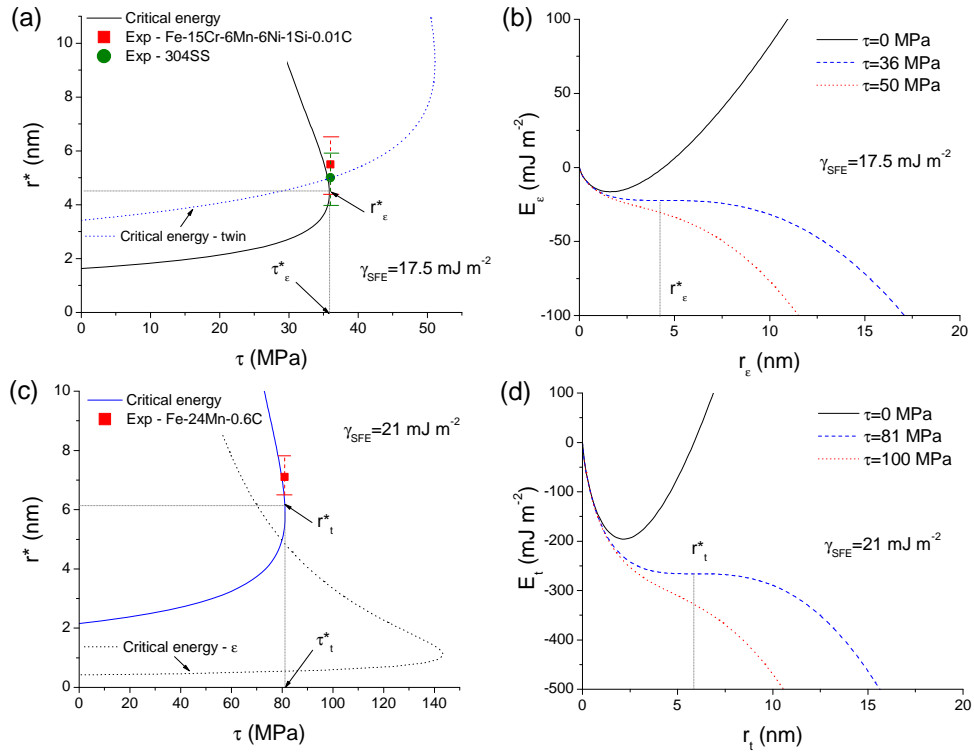 (a)
Critical energy
Exp - Fe-15Cr-6Mn-6Ni-1Si-0.01C
Exp - 304SS
r* (nm)
10
8
6
4
2
0
r*ε
Critical energy - twin
τ*ε
γSFE=17.5 mJ m-2
0 10 20 30 40 50
τ (MPa)
(b)
τ=0 MPa
τ=36 MPa
τ=50 MPa
Eε (mJ m-2)
100
50
0
-50
-100
γSFE=17.5 mJ m-2
r*ε
0 5 10 15 20
rε (nm)
(c)
Critical energy
Exp - Fe-24Mn-0.6C
γSFE=21 mJ m-2
r* (nm)
10
8
6
4
2
0
r*t
Critical energy - ε
τ*t
0 20 40 60 80 100 120 140
τ (MPa)
(d)
τ=0 MPa
τ=81 MPa
τ=100 MPa
Et (mJ m-2)
100
0
-100
-200
-300
-400
-500
r*t
γSFE=21 mJ m-2
0 5 10 15 20
rt (nm)